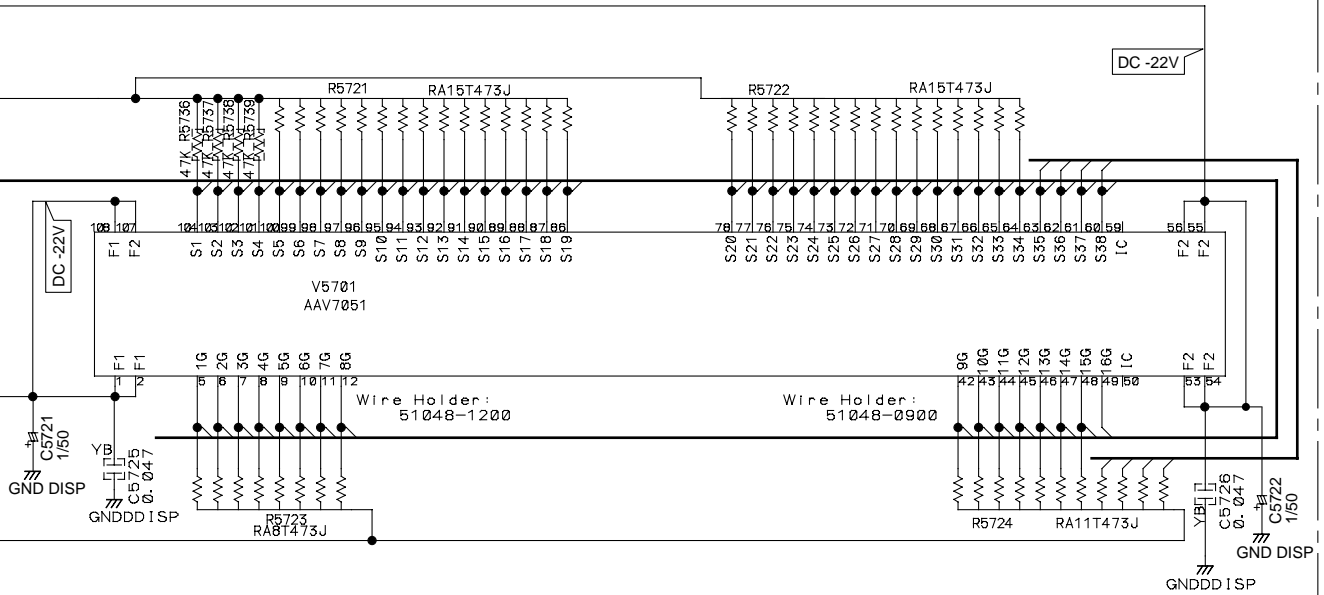 DC -22V
R5721 RA15T473J
R5722 RA15T473J
47K R5736
47K R5737
47K R5738
47K R5739
DC -22V
108 107 104 103 102 101 100 99 98 97 96 95 94 93 92 91 90 89 88 87 86
78 77 76 75 74 73 72 71 70 69 68 67 66 65 64 63 62 61 60 59 56 55
F1 F2 S1 S2 S3 S4 S5 S6 S7 S8 S9 S10 S11 S12 S13 S14 S15 S16 S17 S18 S19
S20 S21 S22 S23 S24 S25 S26 S27 S28 S29 S30 S31 S32 S33 S34 S35 S36 S37 S38 IC F2 F2
V5701
AAV7051
F1 F1 1G 2G 3G 4G 5G 6G 7G 8G
9G 10G 11G 12G 13G 14G 15G 16G IC F2 F2
1 2 5 6 7 8 9 10 11 12
42 43 44 45 46 47 48 49 50 53 54
Wire Holder:
51048-1200
Wire Holder:
51048-0900
C5721
1/50
GND DISP
YB
C5725
0.047
GNDDDISP
R5723
RA8T473J
R5724 RA11T473J
YB
C5726
0.047
GNDDDISP
C5722
1/50
GND DISP